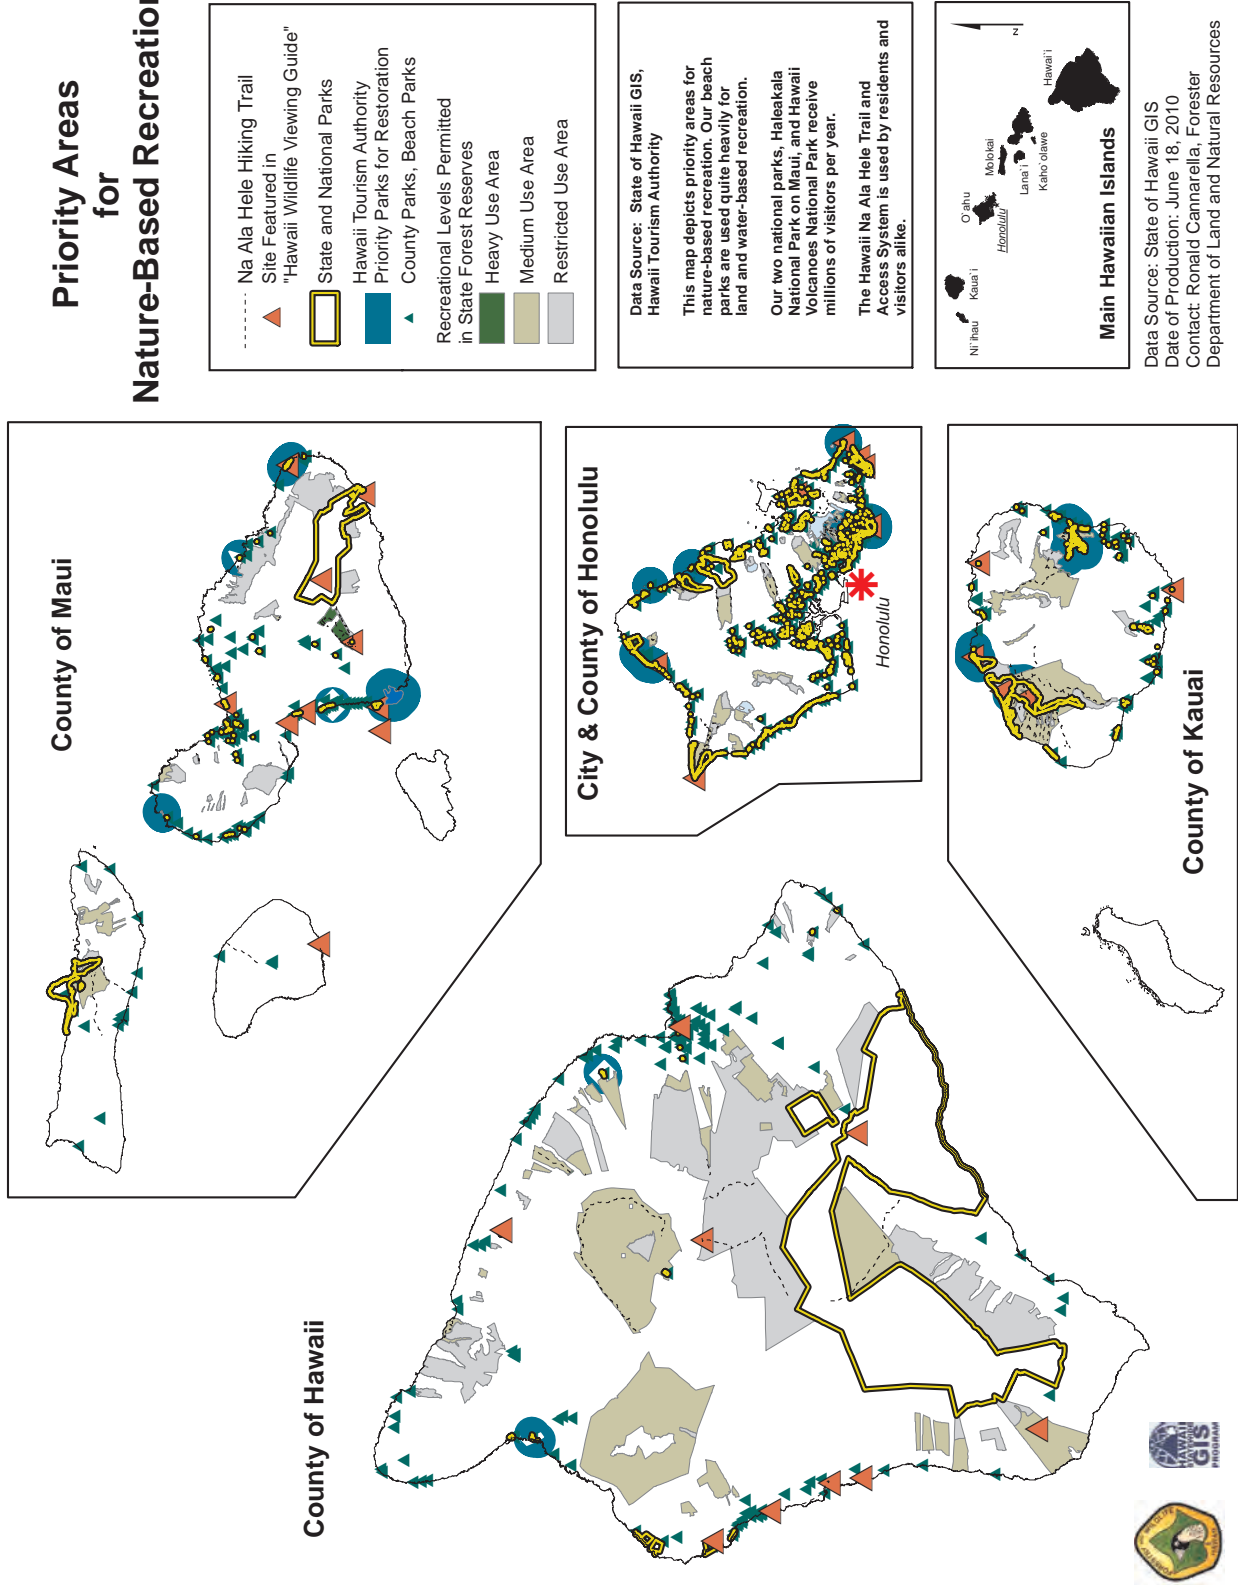 Priority Areas
for
Nature-Based Recreation
Na Ala Hele Hiking Trail
Site Featured in
"Hawaii Wildlife Viewing Guide"
State and National Parks
Hawaii Tourism Authority
Priority Parks for Restoration
County Parks, Beach Parks
Recreational Levels Permitted
in State Forest Reserves
Heavy Use Area
Medium Use Area
Restricted Use Area
Data Source: State of Hawaii GIS,
Hawaii Tourism Authority
This map depicts priority areas for
nature-based recreation. Our beach
parks are used quite heavily for
land and water-based recreation.
Our two national parks, Haleakala
National Park on Maui, and Hawaii
Volcanoes National Park receive
millions of visitors per year.
The Hawaii Na Ala Hele Trail and
Access System is used by residents and
visitors alike.
N
Ni`ihau
Kaua`i
O`ahu
Honolulu
Molokai
Lana`i
Kaho`olawe
Hawai`i
Main Hawaiian Islands
Data Source: State of Hawaii GIS
Date of Production: June 18, 2010
Contact: Ronald Cannarella, Forester
Department of Land and Natural Resources
County of Maui
City & County of Honolulu
Honolulu
County of Kauai
County of Hawaii
HAWAII
STATEWIDE
GIS
PROGRAM
FORESTRY AND WILDLIFE
HAWAII